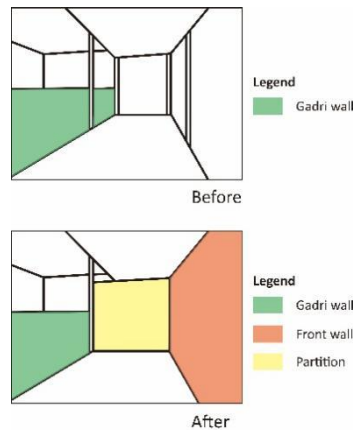 Legend
Gadri wall
Before
Legend
Gadri wall
Front wall
Partition
After